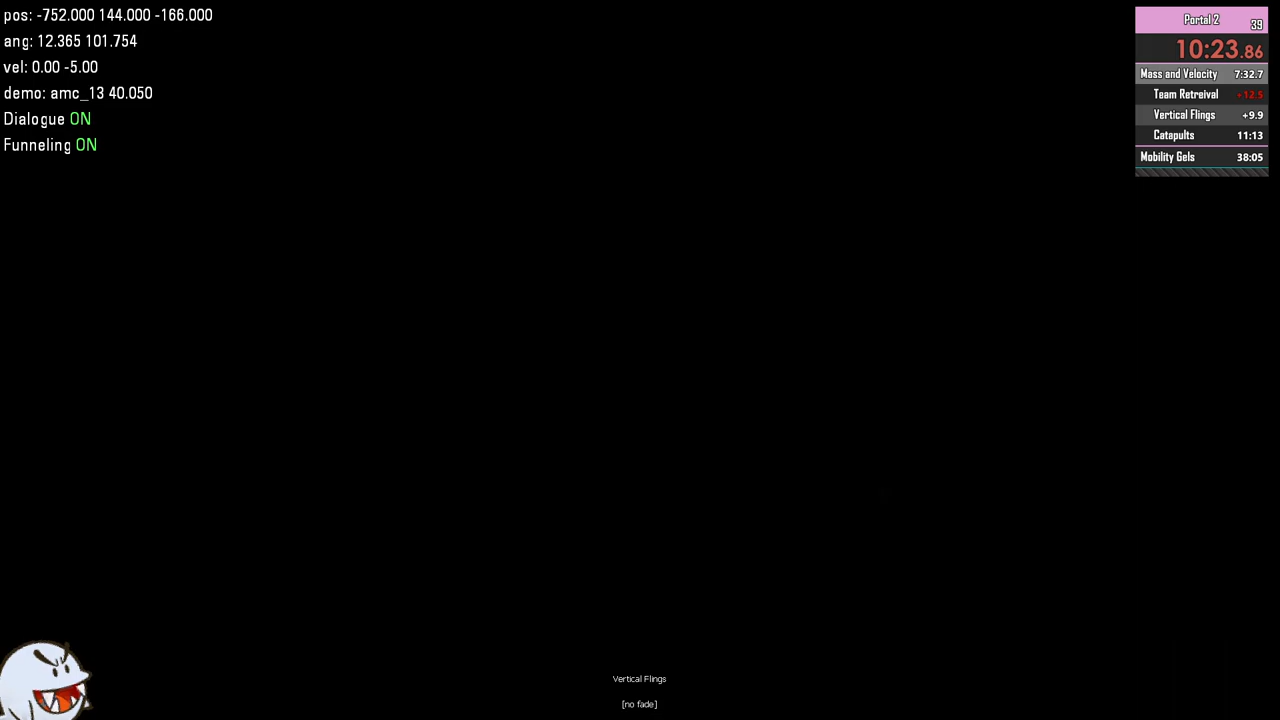 pos: -752.000 144.000 -166.000
ang: 12.365 101.754
vel: 0.00 -5.00
demo: amc_13 40.050
Dialogue ON
Funneling ON
Portal 2 39
10:23.86
Mass and Velocity 7:32.7
Team Retreival +12.5
Vertical Flings +9.9
Catapults 11:13
Mobility Gels 38:05
Vertical Flings
[no fade]